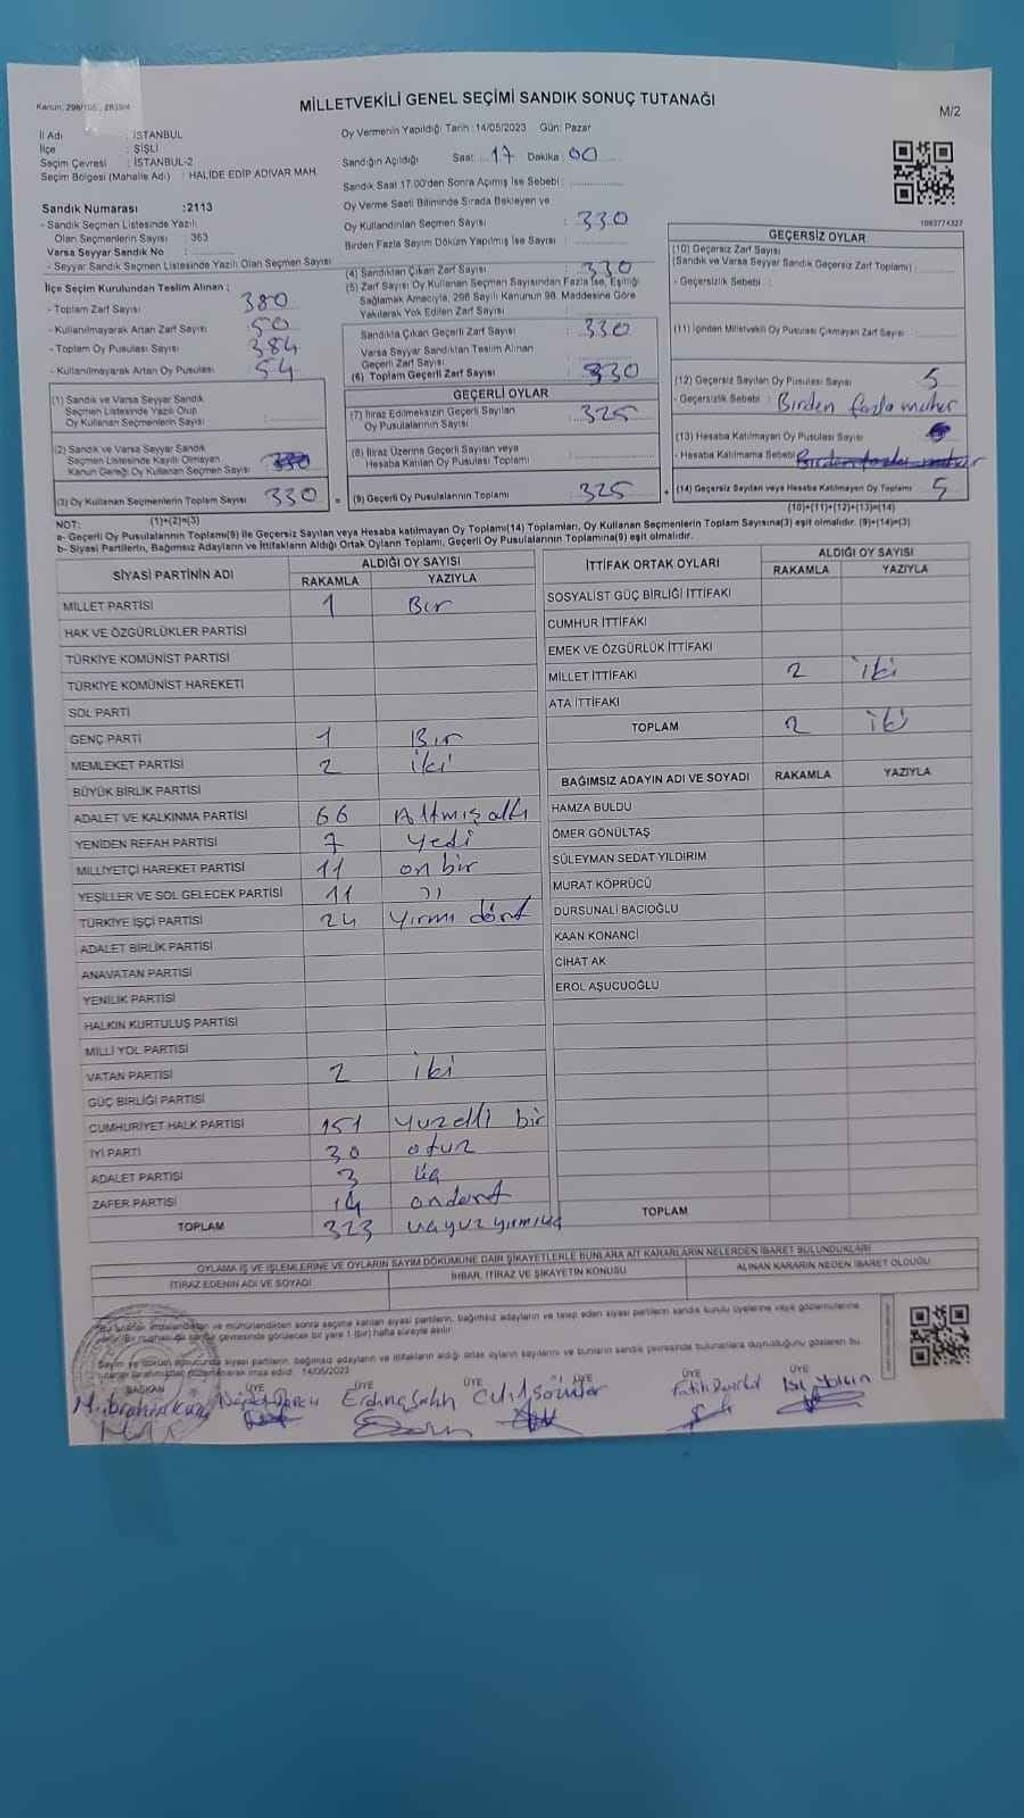 Kanun: 298/105, 2839/4
MİLLETVEKİLİ GENEL SEÇİMİ SANDIK SONUÇ TUTANAĞI
M/2
İl Adı : İSTANBUL
İlçe : ŞİŞLİ
Seçim Çevresi : İSTANBUL-2
Seçim Bölgesi (Mahalle Adı) : HALİDE EDİP ADIVAR MAH.
Sandık Numarası :2113
- Sandık Seçmen Listesinde Yazılı
Olan Seçmenlerin Sayısı : 363
Varsa Seyyar Sandık No :
- Seyyar Sandık Seçmen Listesinde Yazılı Olan Seçmen Sayısı
İlçe Seçim Kurulundan Teslim Alınan :
- Toplam Zarf Sayısı 380
- Kullanılmayarak Artan Zarf Sayısı 50
- Toplam Oy Pusulası Sayısı 384
- Kullanılmayarak Artan Oy Pusulası 54
(1) Sandık ve Varsa Seyyar Sandık
Seçmen Listesinde Yazılı Olup
Oy Kullanan Seçmenlerin Sayısı :
(2) Sandık ve Varsa Seyyar Sandık
Seçmen Listesinde Kayıtlı Olmayan
Kanun Gereği Oy Kullanan Seçmen Sayısı
(3) Oy Kullanan Seçmenlerin Toplam Sayısı 330
(1)+(2)=(3)
Oy Vermenin Yapıldığı Tarih : 14/05/2023 Gün: Pazar
Sandığın Açıldığı Saat : 17 Dakika : 00
Sandık Saat 17.00'den Sonra Açılmış İse Sebebi :
Oy Verme Saati Bitiminde Sırada Bekleyen ve
Oy Kullandırılan Seçmen Sayısı : 330
Birden Fazla Sayım Döküm Yapılmış İse Sayısı :
(4) Sandıktan Çıkan Zarf Sayısı : 330
(5) Zarf Sayısı Oy Kullanan Seçmen Sayısından Fazla İse, Eşitliği
Sağlamak Amacıyla, 298 Sayılı Kanunun 98. Maddesine Göre
Yakılarak Yok Edilen Zarf Sayısı :
Sandıkta Çıkan Geçerli Zarf Sayısı : 330
Varsa Seyyar Sandıktan Teslim Alınan
Geçerli Zarf Sayısı
(6) Toplam Geçerli Zarf Sayısı : 330
GEÇERLİ OYLAR
(7) İtiraz Edilmeksizin Geçerli Sayılan
Oy Pusulalarının Sayısı : 325
(8) İtiraz Üzerine Geçerli Sayılan veya
Hesaba Katılan Oy Pusulası Toplamı
= (9) Geçerli Oy Pusulalarının Toplamı 325
1083774327
GEÇERSİZ OYLAR
(10) Geçersiz Zarf Sayısı
(Sandık ve Varsa Seyyar Sandık Geçersiz Zarf Toplamı) :
- Geçersizlik Sebebi :
(11) İçinden Milletvekili Oy Pusulası Çıkmayan Zarf Sayısı :
(12) Geçersiz Sayılan Oy Pusulası Sayısı 5
- Geçersizlik Sebebi : Birden fazla mühür
(13) Hesaba Katılmayan Oy Pusulası Sayısı
- Hesaba Katılmama Sebebi Birden fazla mühür
+ (14) Geçersiz Sayılan veya Hesaba Katılmayan Oy Toplamı : 5
(10)+(11)+(12)+(13)=(14)
NOT:
a- Geçerli Oy Pusulalarının Toplamı(9) ile Geçersiz Sayılan veya Hesaba katılmayan Oy Toplamı(14) Toplamları, Oy Kullanan Seçmenlerin Toplam Sayısına(3) eşit olmalıdır. (9)+(14)=(3)
b- Siyasi Partilerin, Bağımsız Adayların ve İttifakların Aldığı Ortak Oyların Toplamı, Geçerli Oy Pusulalarının Toplamına(9) eşit olmalıdır.
SİYASİ PARTİNİN ADI ALDIĞI OY SAYISI
RAKAMLA YAZIYLA
MİLLET PARTİSİ 1 Bir
HAK VE ÖZGÜRLÜKLER PARTİSİ
TÜRKİYE KOMÜNİST PARTİSİ
TÜRKİYE KOMÜNİST HAREKETİ
SOL PARTİ
GENÇ PARTİ 1 Bir
MEMLEKET PARTİSİ 2 iki
BÜYÜK BİRLİK PARTİSİ
ADALET VE KALKINMA PARTİSİ 66 Altmış altı
YENİDEN REFAH PARTİSİ 7 yedi
MİLLİYETÇİ HAREKET PARTİSİ 11 on bir
YEŞİLLER VE SOL GELECEK PARTİSİ 11 "
TÜRKİYE İŞÇİ PARTİSİ 24 yirmi dört
ADALET BİRLİK PARTİSİ
ANAVATAN PARTİSİ
YENİLİK PARTİSİ
HALKIN KURTULUŞ PARTİSİ
MİLLİ YOL PARTİSİ
VATAN PARTİSİ 2 iki
GÜÇ BİRLİĞİ PARTİSİ
CUMHURİYET HALK PARTİSİ 151 yüzelli bir
İYİ PARTİ 30 otuz
ADALET PARTİSİ 3 üç
ZAFER PARTİSİ 14 ondört
TOPLAM 323 üçyüz yirmi üç
İTTİFAK ORTAK OYLARI ALDIĞI OY SAYISI
RAKAMLA YAZIYLA
SOSYALİST GÜÇ BİRLİĞİ İTTİFAKI
CUMHUR İTTİFAKI
EMEK VE ÖZGÜRLÜK İTTİFAKI
MİLLET İTTİFAKI 2 iki
ATA İTTİFAKI
TOPLAM 2 iki
BAĞIMSIZ ADAYIN ADI VE SOYADI RAKAMLA YAZIYLA
HAMZA BULDU
ÖMER GÖNÜLTAŞ
SÜLEYMAN SEDAT YILDIRIM
MURAT KÖPRÜCÜ
DURSUNALİ BACIOĞLU
KAAN KONANCİ
CİHAT AK
EROL AŞUCUOĞLU
TOPLAM
OYLAMA İŞ VE İŞLEMLERİNE VE OYLARIN SAYIM DÖKÜMÜNE DAİR ŞİKAYETLERLE BUNLARA AİT KARARLARIN NELERDEN İBARET BULUNDUKLARI
İTİRAZ EDENİN ADI VE SOYADI İHBAR, İTİRAZ VE ŞİKAYETİN KONUSU ALINAN KARARIN NEDEN İBARET OLDUĞU
14/05/2023
BAŞKAN ÜYE ÜYE ÜYE ÜYE ÜYE ÜYE